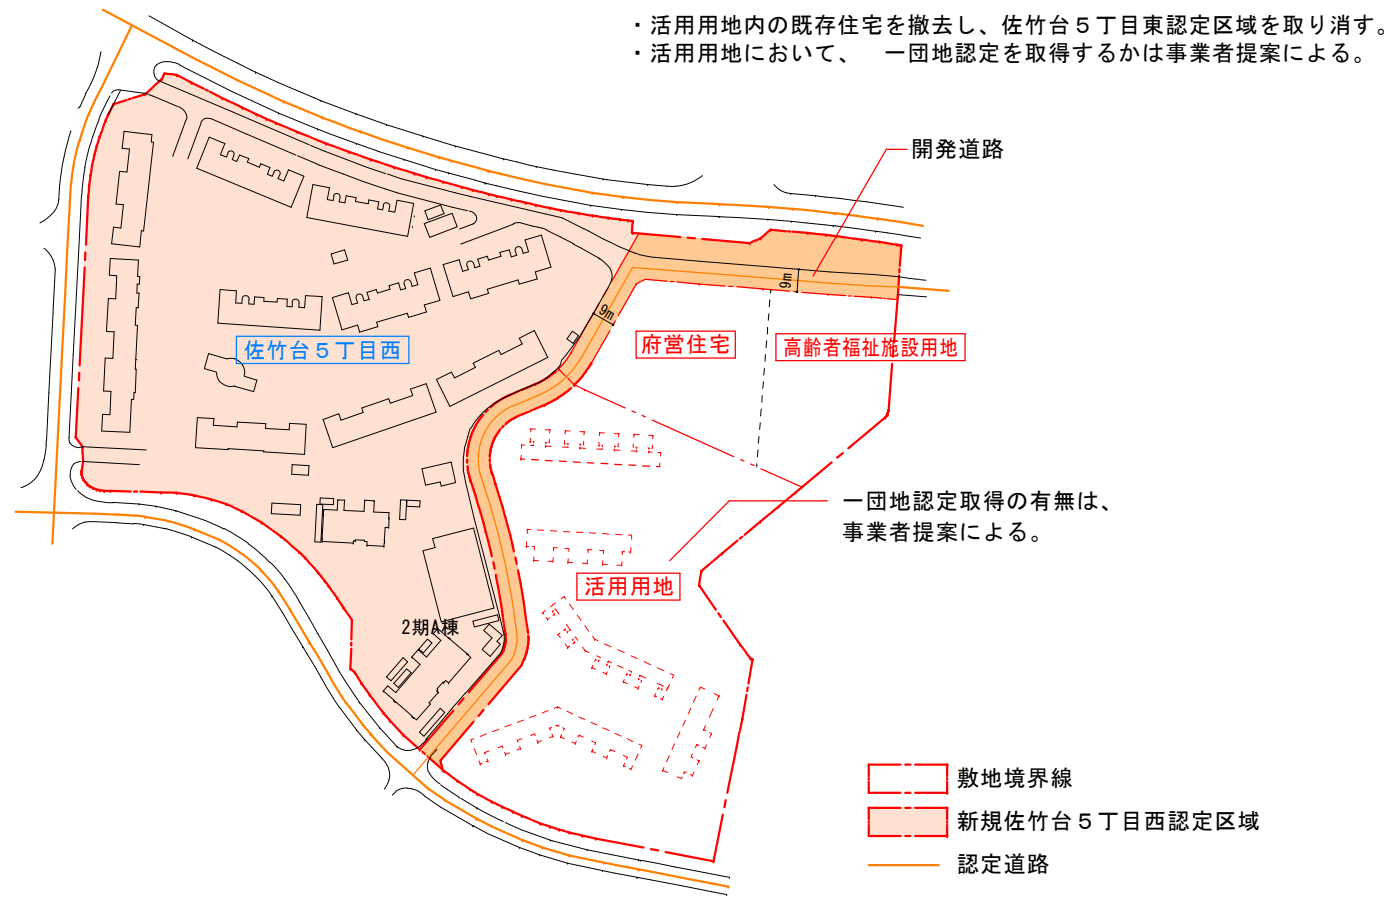 ・活用用地内の既存住宅を撤去し、佐竹台５丁目東認定区域を取り消す。
・活用用地において、　一団地認定を取得するかは事業者提案による。
開発道路
9m
9m
府営住宅
高齢者福祉施設用地
佐竹台５丁目西
一団地認定取得の有無は、
事業者提案による。
活用用地
2期A棟
敷地境界線
新規佐竹台５丁目西認定区域
認定道路